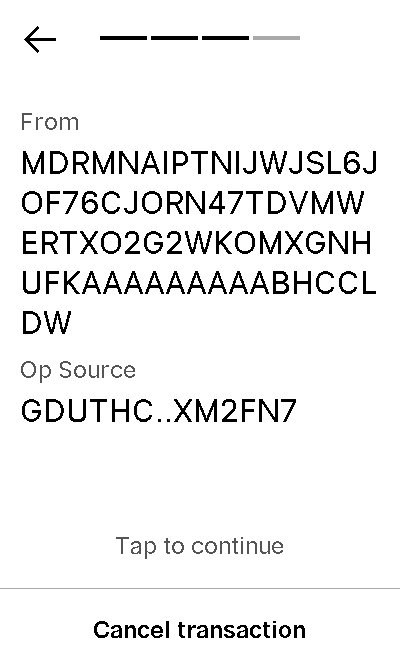 From
MDRMNAIPTNIJWJSL6J
OF76CJORN47TDVMW
ERTXO2G2WKOMXGNH
UFKAAAAAAAAABHCCL
DW
Op Source
GDUTHC..XM2FN7
Tap to continue
Cancel transaction